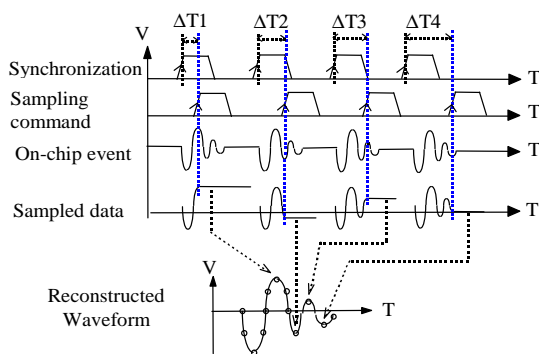 V
ΔT1 ΔT2 ΔT3 ΔT4
Synchronization
T
Sampling
command
T
On-chip event
T
Sampled data
T
V
Reconstructed
Waveform
T